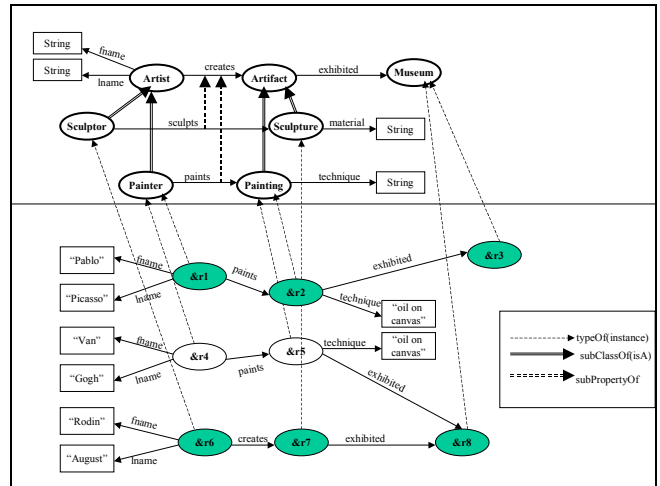 String
fname
String
lname
Artist
creates
Artifact
exhibited
Museum
Sculptor
sculpts
Sculpture
material
String
Painter
paints
Painting
technique
String
"Pablo"
fname
"Picasso"
lname
&r1
paints
&r2
exhibited
&r3
technique
"oil on
canvas"
"Van"
fname
"Gogh"
lname
&r4
paints
&r5
technique
"oil on
canvas"
exhibited
"Rodin"
fname
"August"
lname
&r6
creates
&r7
exhibited
&r8
typeOf(instance)
subClassOf(isA)
subPropertyOf